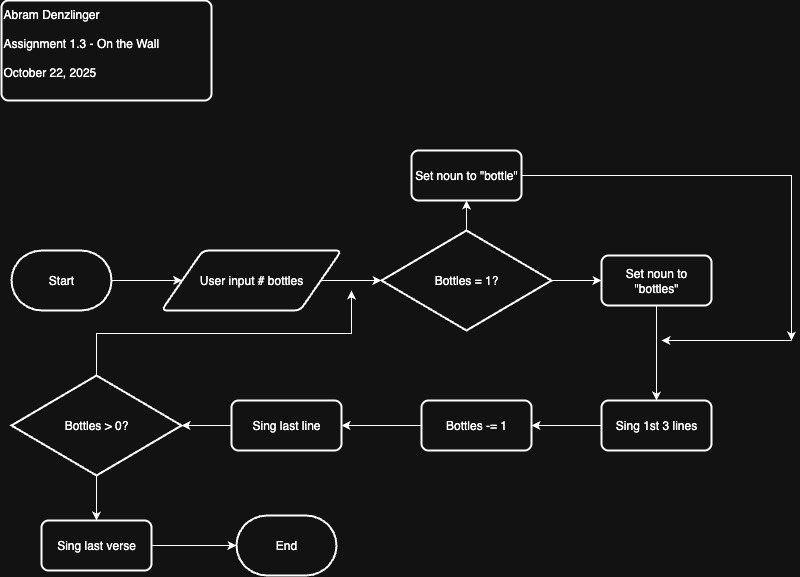 Abram Denzlinger
Assignment 1.3 - On the Wall
October 22, 2025
Set noun to "bottle"
Start
User input # bottles
Bottles = 1?
Set noun to
"bottles"
Bottles > 0?
Sing last line
Bottles -= 1
Sing 1st 3 lines
Sing last verse
End